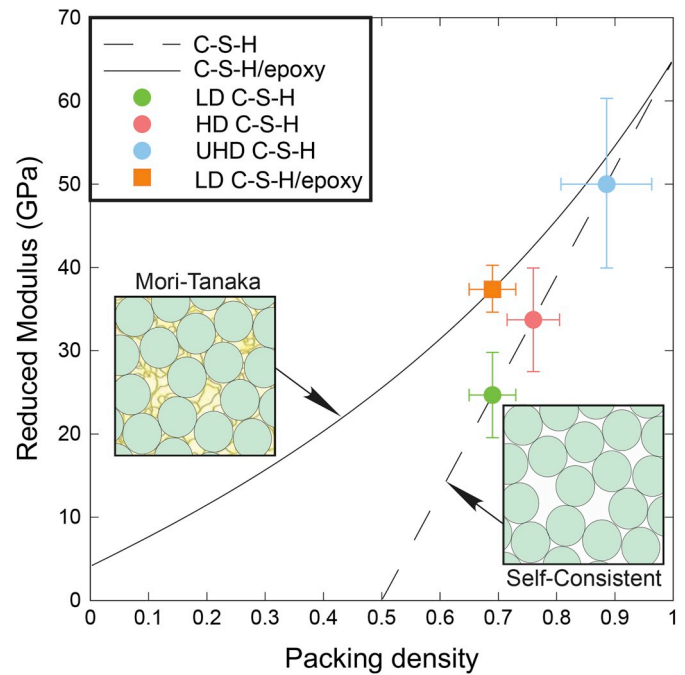 70
60
50
40
30
20
10
0
Reduced Modulus (GPa)
C-S-H
C-S-H/epoxy
LD C-S-H
HD C-S-H
UHD C-S-H
LD C-S-H/epoxy
Mori-Tanaka
Self-Consistent
0 0.1 0.2 0.3 0.4 0.5 0.6 0.7 0.8 0.9 1
Packing density